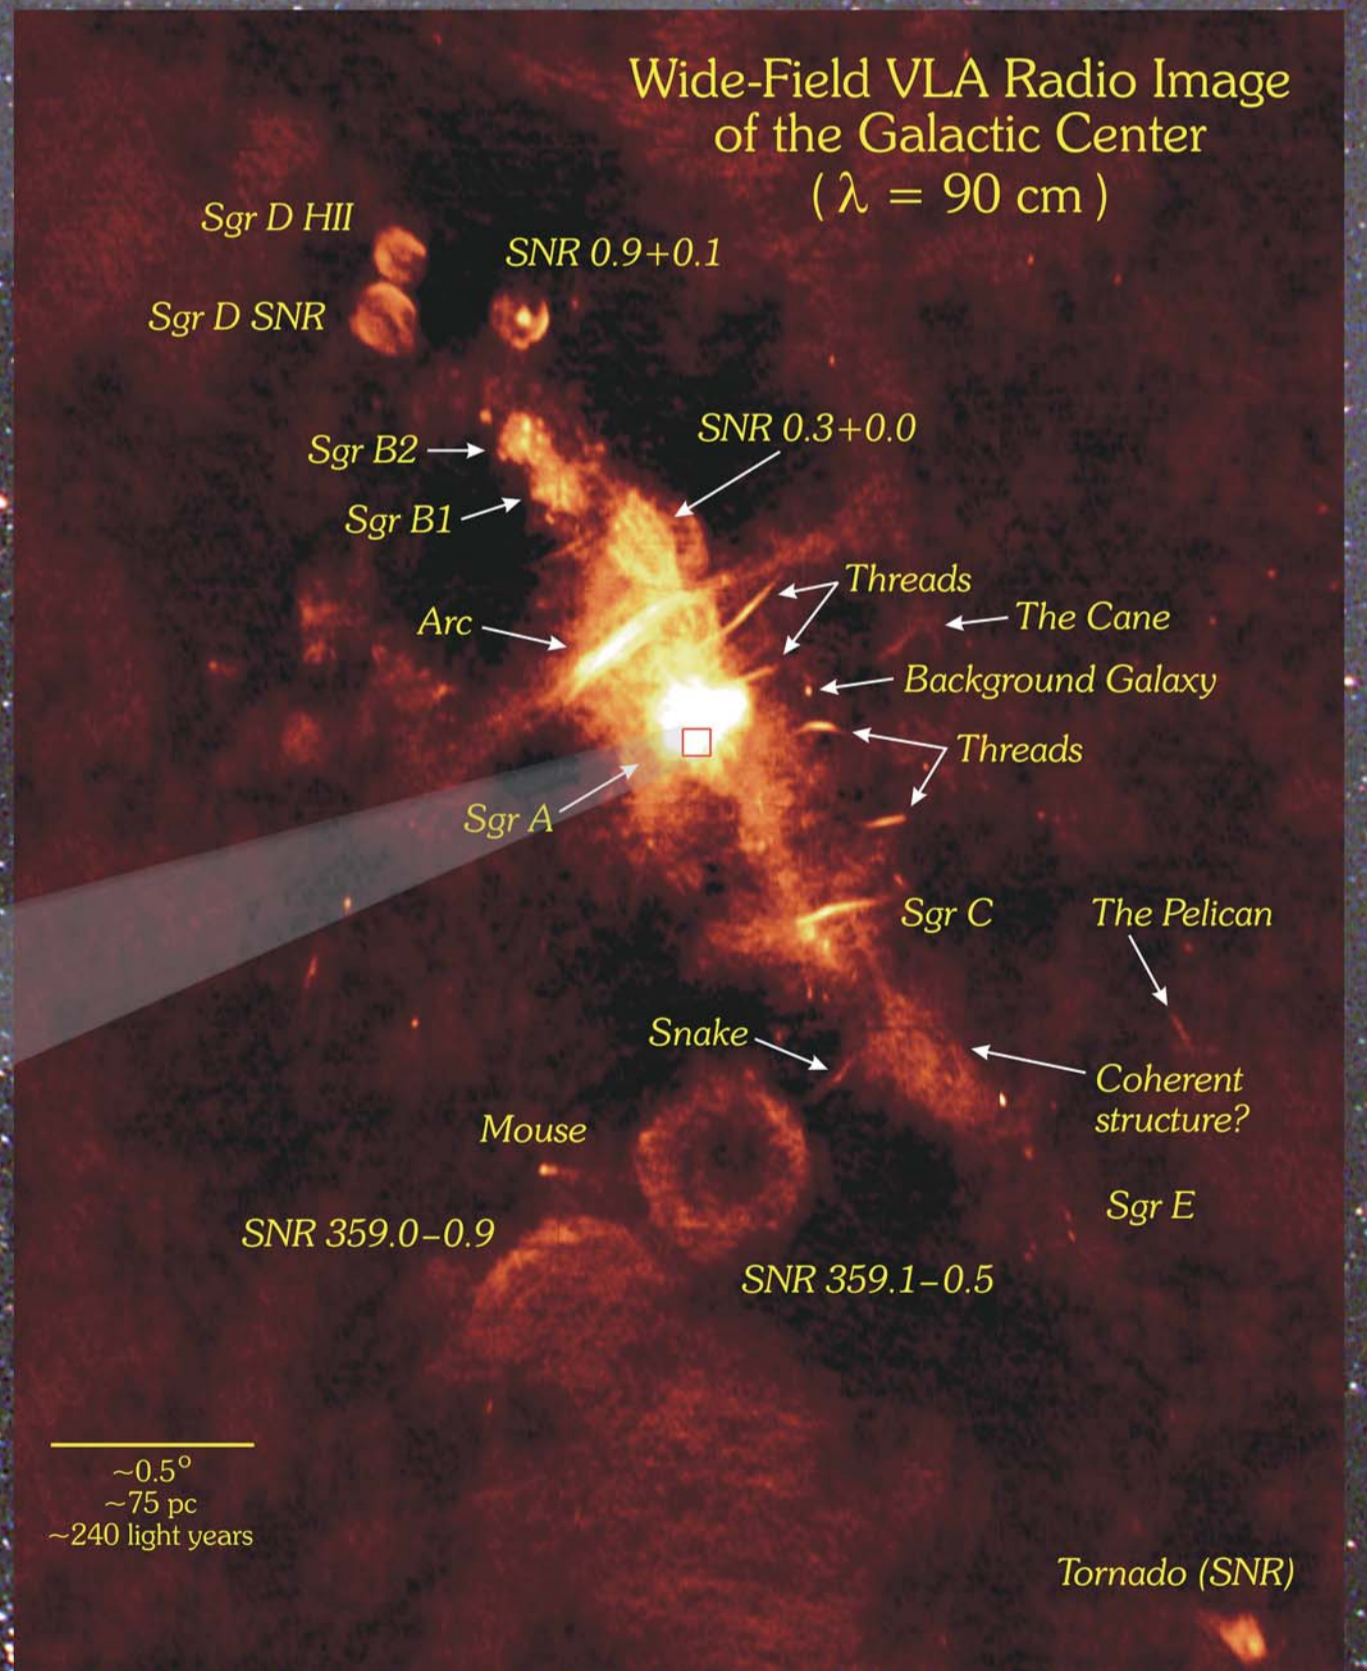 Wide-Field VLA Radio Image
of the Galactic Center
( λ = 90 cm )
Sgr D HII
SNR 0.9+0.1
Sgr D SNR
SNR 0.3+0.0
Sgr B2
Sgr B1
Threads
The Cane
Arc
Background Galaxy
Threads
Sgr A
Sgr C
The Pelican
Snake
Coherent
structure?
Mouse
Sgr E
SNR 359.0–0.9
SNR 359.1–0.5
~0.5°
~75 pc
~240 light years
Tornado (SNR)